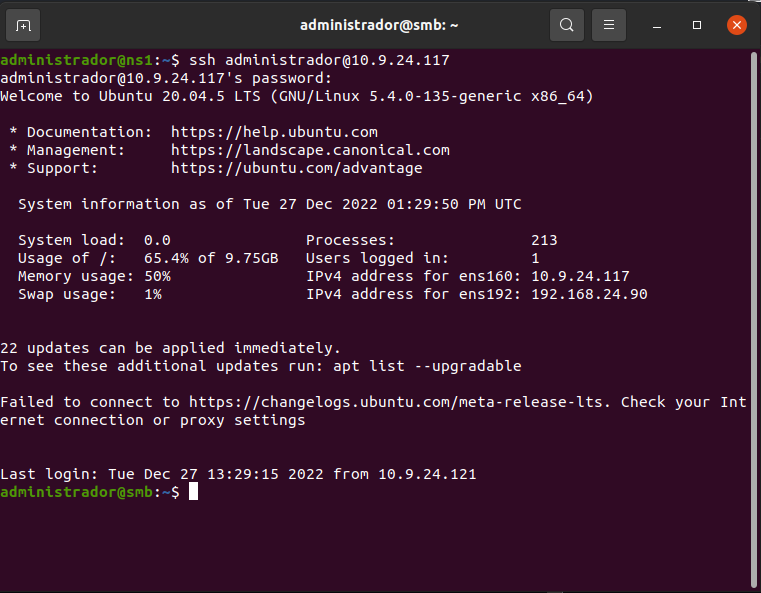 administrador@smb: ~
administrador@ns1:~$ ssh administrador@10.9.24.117
administrador@10.9.24.117's password:
Welcome to Ubuntu 20.04.5 LTS (GNU/Linux 5.4.0-135-generic x86_64)
* Documentation:  https://help.ubuntu.com
* Management:     https://landscape.canonical.com
* Support:        https://ubuntu.com/advantage
System information as of Tue 27 Dec 2022 01:29:50 PM UTC
System load:  0.0               Processes:               213
Usage of /:   65.4% of 9.75GB   Users logged in:         1
Memory usage: 50%               IPv4 address for ens160: 10.9.24.117
Swap usage:   1%                IPv4 address for ens192: 192.168.24.90
22 updates can be applied immediately.
To see these additional updates run: apt list --upgradable
Failed to connect to https://changelogs.ubuntu.com/meta-release-lts. Check your Int
ernet connection or proxy settings
Last login: Tue Dec 27 13:29:15 2022 from 10.9.24.121
administrador@smb:~$